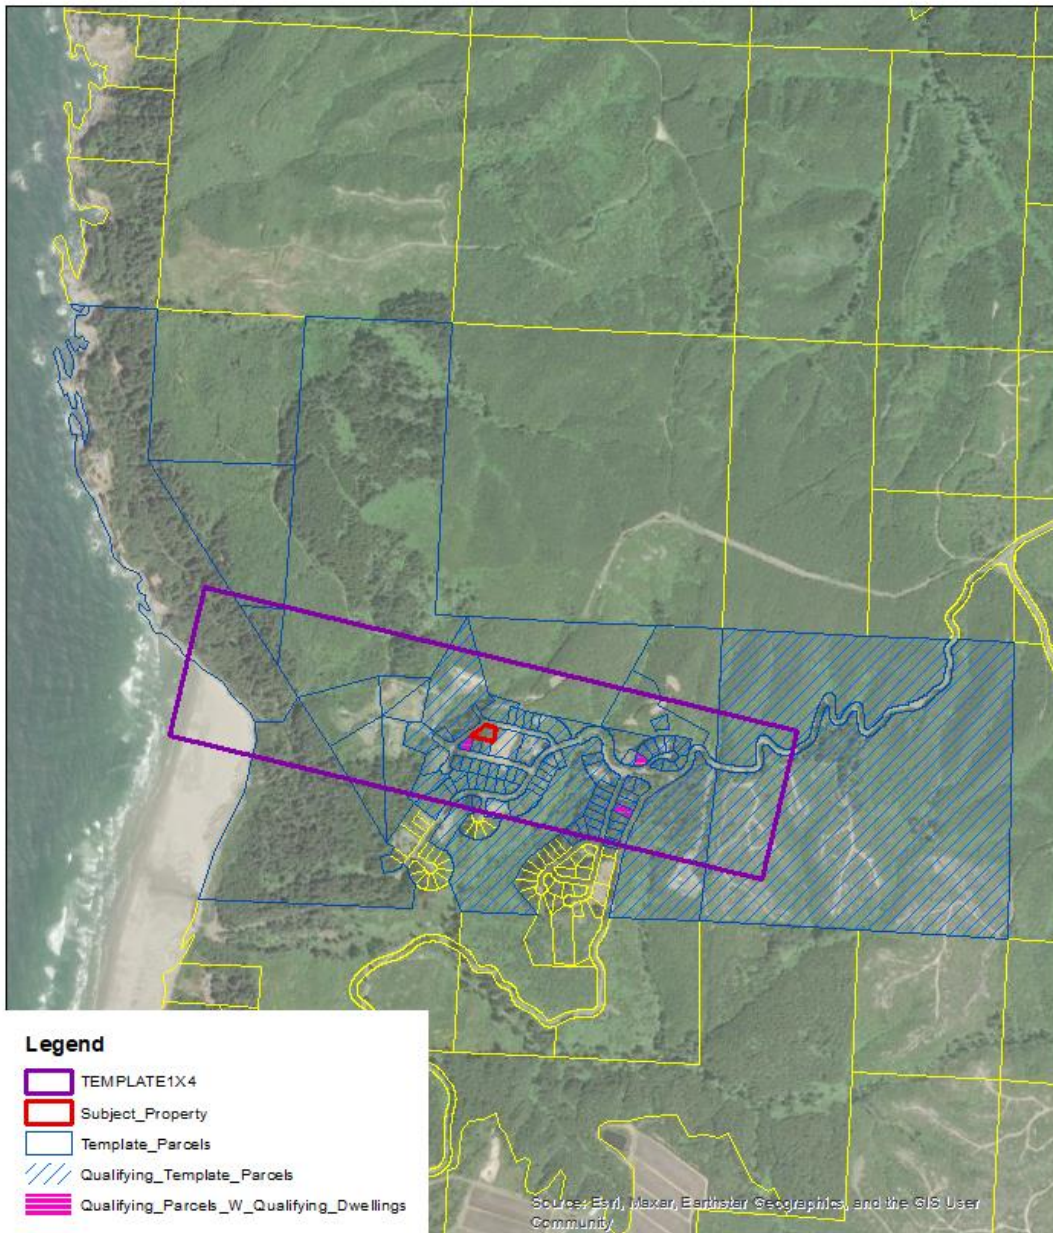 Legend
TEMPLATE1X4
Subject_Property
Template_Parcels
Qualifying_Template_Parcels
Qualifying_Parcels_W_Qualifying_Dwellings
Source: Esri, Maxar, Earthstar Geographics, and the GIS User
Community